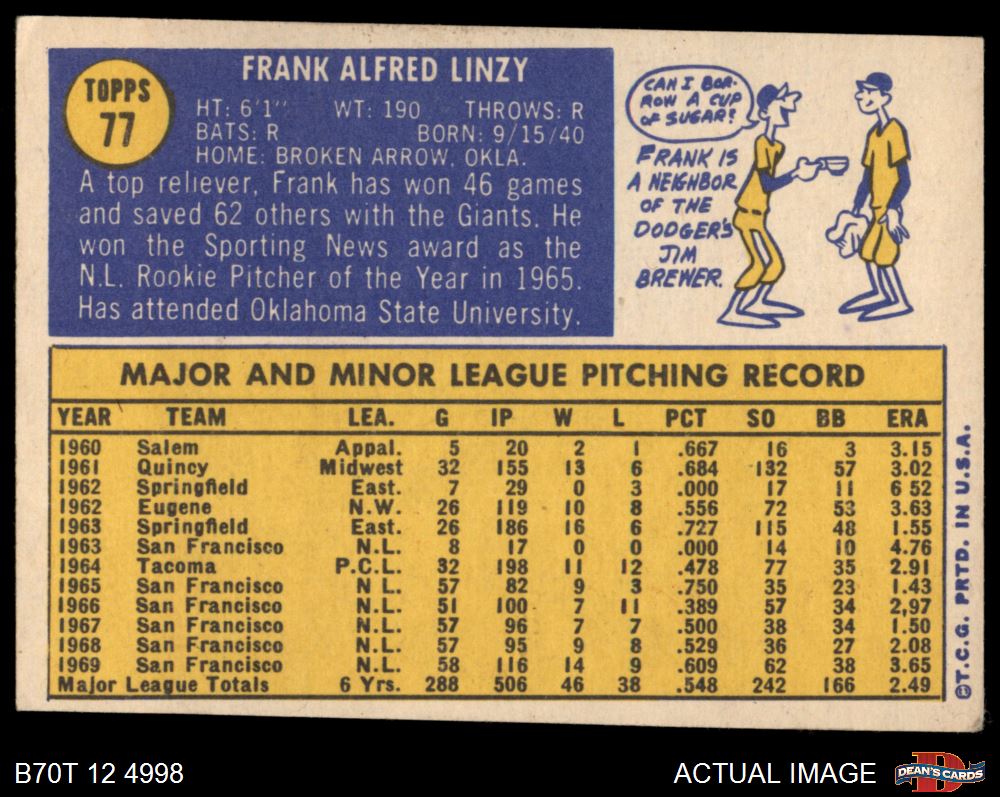 TOPPS
77
FRANK ALFRED LINZY
HT: 6'1" WT: 190 THROWS: R
BATS: R BORN: 9/15/40
HOME: BROKEN ARROW, OKLA.
A top reliever, Frank has won 46 games
and saved 62 others with the Giants. He
won the Sporting News award as the
N.L. Rookie Pitcher of the Year in 1965.
Has attended Oklahoma State University.
CAN I BOR-
ROW A CUP
OF SUGAR?
FRANK IS
A NEIGHBOR
OF THE
DODGER'S
JIM
BREWER.
MAJOR AND MINOR LEAGUE PITCHING RECORD
YEAR TEAM LEA. G IP W L PCT SO BB ERA
1960 Salem Appal. 5 20 2 1 .667 16 3 3.15
1961 Quincy Midwest 32 155 13 6 .684 132 57 3.02
1962 Springfield East. 7 29 0 3 .000 17 11 6 52
1962 Eugene N.W. 26 119 10 8 .556 72 53 3.63
1963 Springfield East. 26 186 16 6 .727 115 48 1.55
1963 San Francisco N.L. 8 17 0 0 .000 14 10 4.76
1964 Tacoma P.C.L. 32 198 11 12 .478 77 35 2.91
1965 San Francisco N L. 57 82 9 3 .750 35 23 1.43
1966 San Francisco N.L. 51 100 7 11 .389 57 34 2,97
1967 San Francisco N.L. 57 96 7 7 .500 38 34 1.50
1968 San Francisco N.L. 57 95 9 8 .529 36 27 2.08
1969 San Francisco N.L. 58 116 14 9 .609 62 38 3.65
Major League Totals 6 Yrs. 288 506 46 38 .548 242 166 2.49
©T.C.G. PRTD. IN U.S.A.
B70T 12 4998
ACTUAL IMAGE
D
DEAN'S CARDS